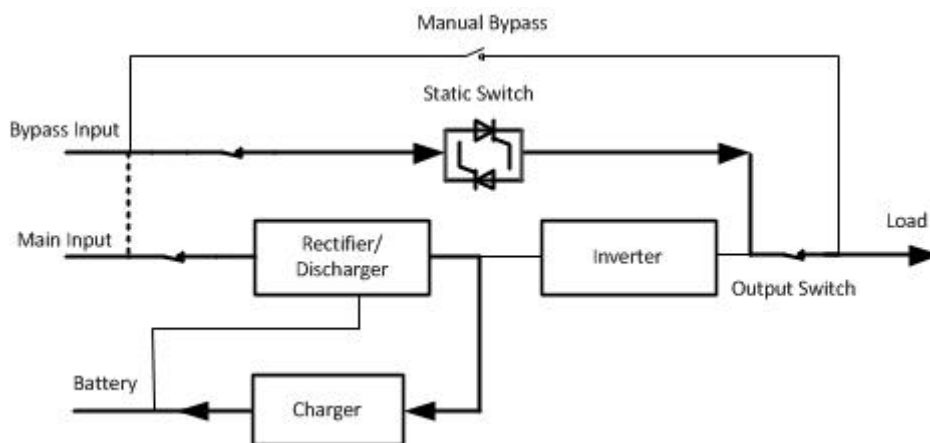 Manual Bypass
Static Switch
Bypass Input
Load
Main Input
Rectifier/
Discharger
Inverter
Output Switch
Battery
Charger